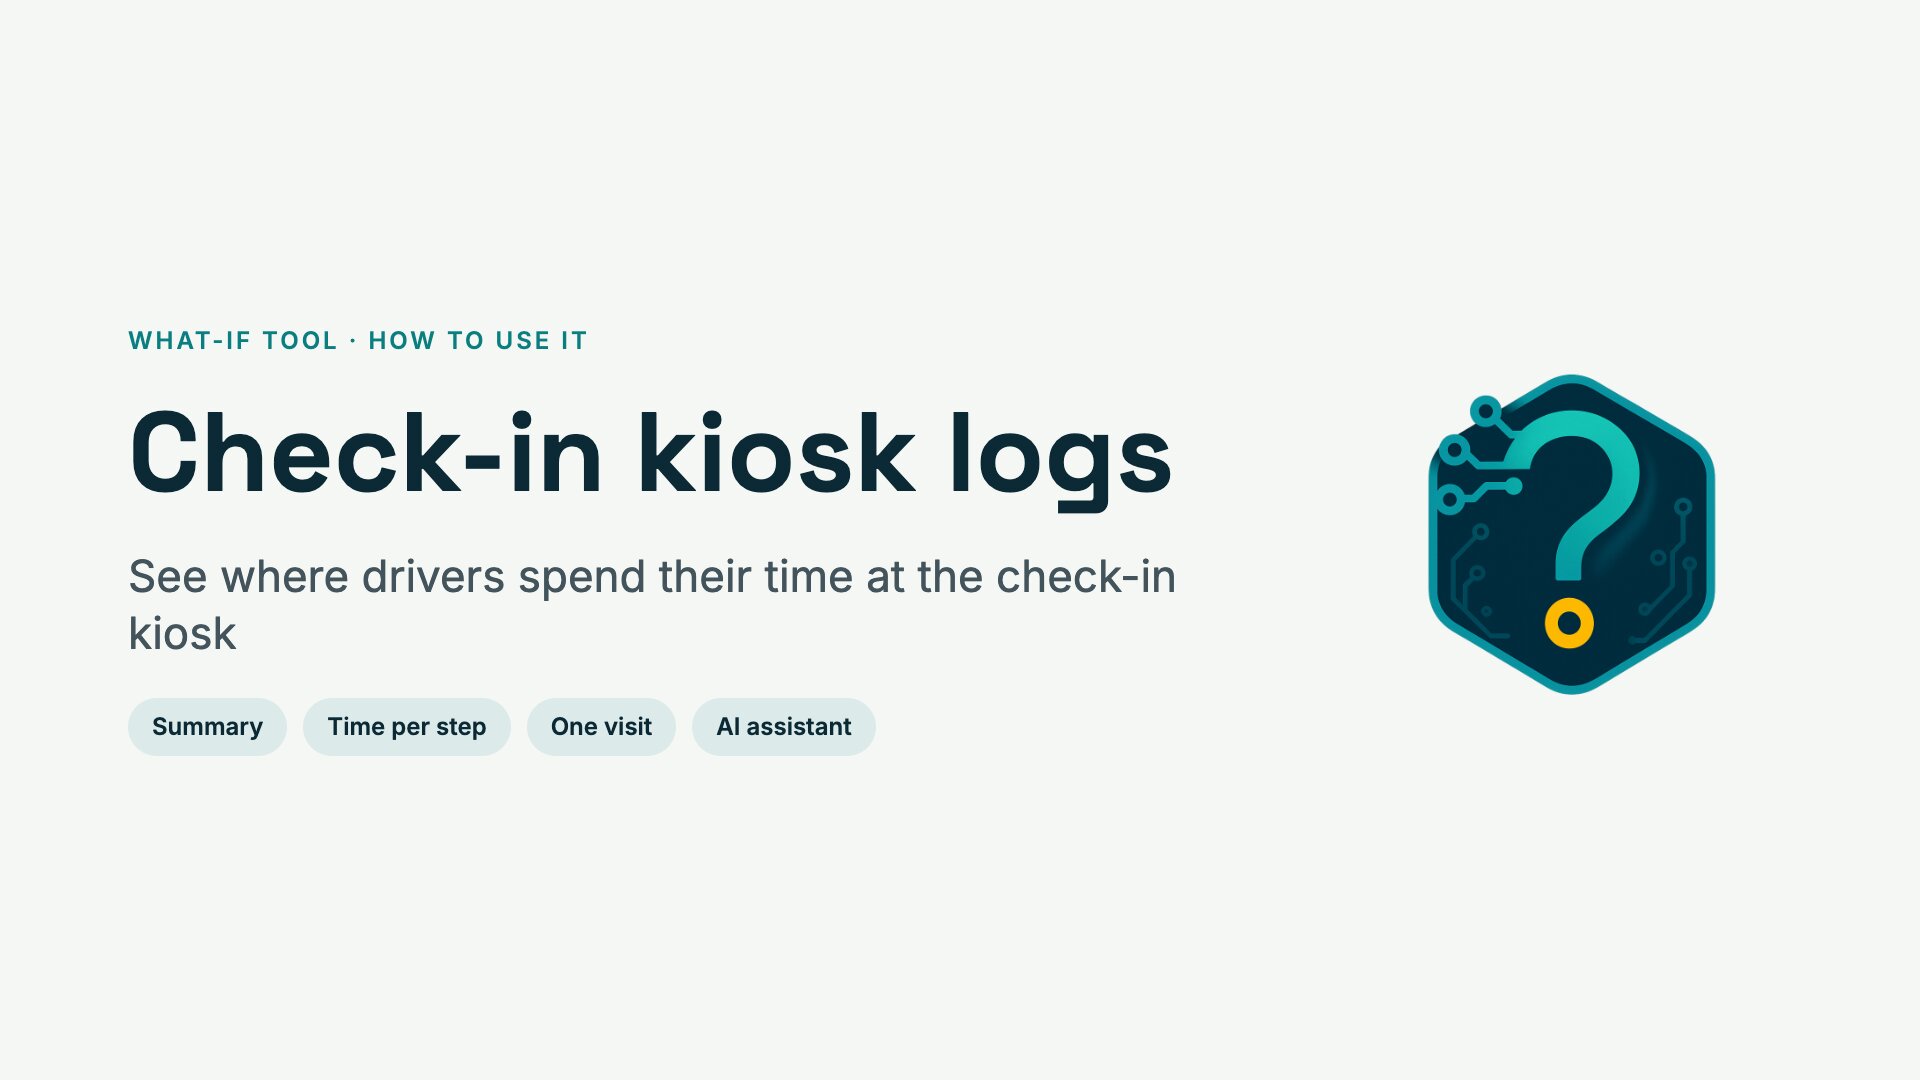 WHAT-IF TOOL · HOW TO USE IT
Check-in kiosk logs
See where drivers spend their time at the check-in
kiosk
Summary
Time per step
One visit
AI assistant